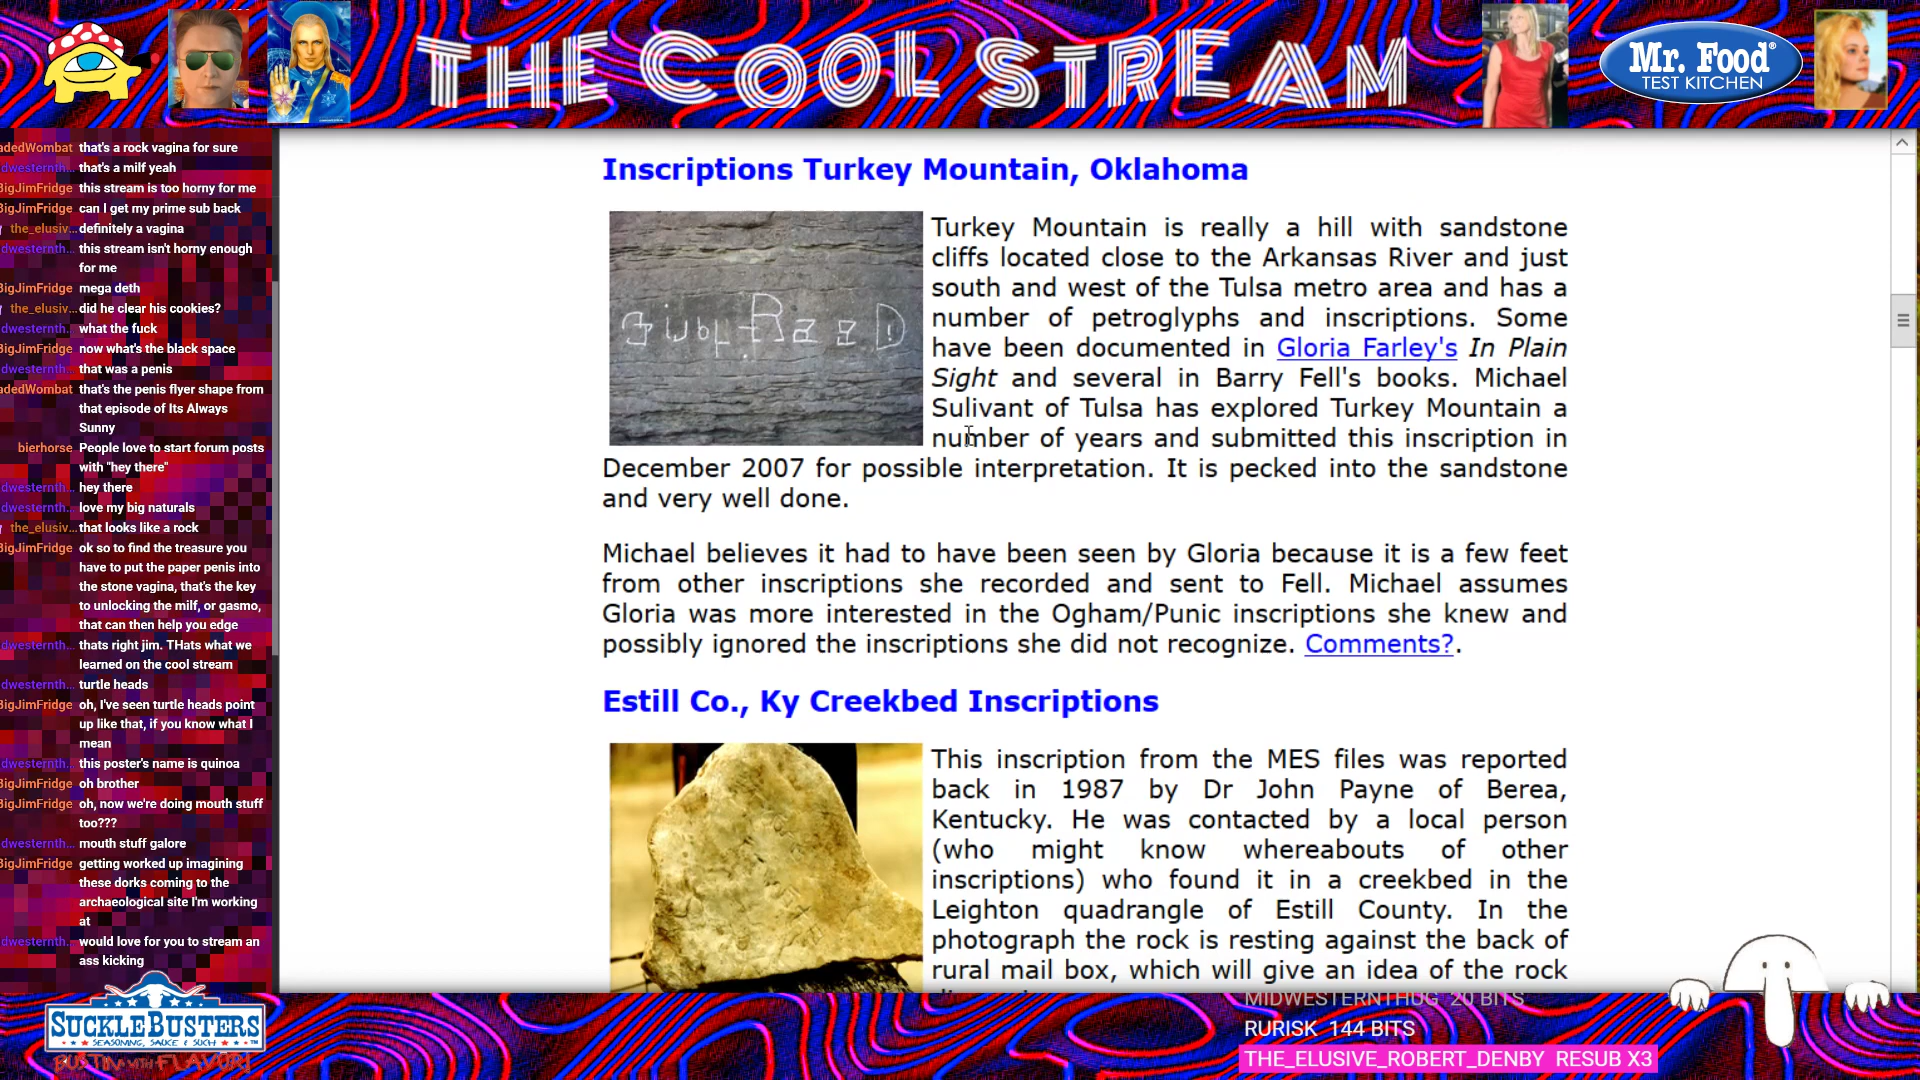 THE COOL STREAM
Mr. Food®
TEST KITCHEN
adedWombat that's a rock vagina for sure
dwesternth... that's a milf yeah
BigJimFridge this stream is too horny for me
BigJimFridge can I get my prime sub back
the_elusiv... definitely a vagina
dwesternth... this stream isn't horny enough
for me
BigJimFridge mega deth
the_elusiv... did he clear his cookies?
dwesternth... what the fuck
BigJimFridge now what's the black space
dwesternth... that was a penis
adedWombat that's the penis flyer shape from
that episode of Its Always
Sunny
bierhorse People love to start forum posts
with "hey there"
dwesternth... hey there
dwesternth... love my big naturals
the_elusiv... that looks like a rock
BigJimFridge ok so to find the treasure you
have to put the paper penis into
the stone vagina, that's the key
to unlocking the milf, or gasmo,
that can then help you edge
dwesternth... thats right jim. THats what we
learned on the cool stream
dwesternth... turtle heads
BigJimFridge oh, I've seen turtle heads point
up like that, if you know what I
mean
dwesternth... this poster's name is quinoa
BigJimFridge oh brother
BigJimFridge oh, now we're doing mouth stuff
too???
dwesternth... mouth stuff galore
BigJimFridge getting worked up imagining
these dorks coming to the
archaeological site I'm working
at
dwesternth... would love for you to stream an
ass kicking
Inscriptions Turkey Mountain, Oklahoma
Turkey Mountain is really a hill with sandstone
cliffs located close to the Arkansas River and just
south and west of the Tulsa metro area and has a
number of petroglyphs and inscriptions. Some
have been documented in Gloria Farley's In Plain
Sight and several in Barry Fell's books. Michael
Sulivant of Tulsa has explored Turkey Mountain a
number of years and submitted this inscription in
December 2007 for possible interpretation. It is pecked into the sandstone
and very well done.
Michael believes it had to have been seen by Gloria because it is a few feet
from other inscriptions she recorded and sent to Fell. Michael assumes
Gloria was more interested in the Ogham/Punic inscriptions she knew and
possibly ignored the inscriptions she did not recognize. Comments?.
Estill Co., Ky Creekbed Inscriptions
This inscription from the MES files was reported
back in 1987 by Dr John Payne of Berea,
Kentucky. He was contacted by a local person
(who might know whereabouts of other
inscriptions) who found it in a creekbed in the
Leighton quadrangle of Estill County. In the
photograph the rock is resting against the back of
rural mail box, which will give an idea of the rock
SUCKLEBUSTERS
SEASONING, SAUCE & SUCH
BUSTIN WITH FLAVOR!
MIDWESTERNTHUG 20 BITS
RURISK 144 BITS
THE_ELUSIVE_ROBERT_DENBY RESUB X3